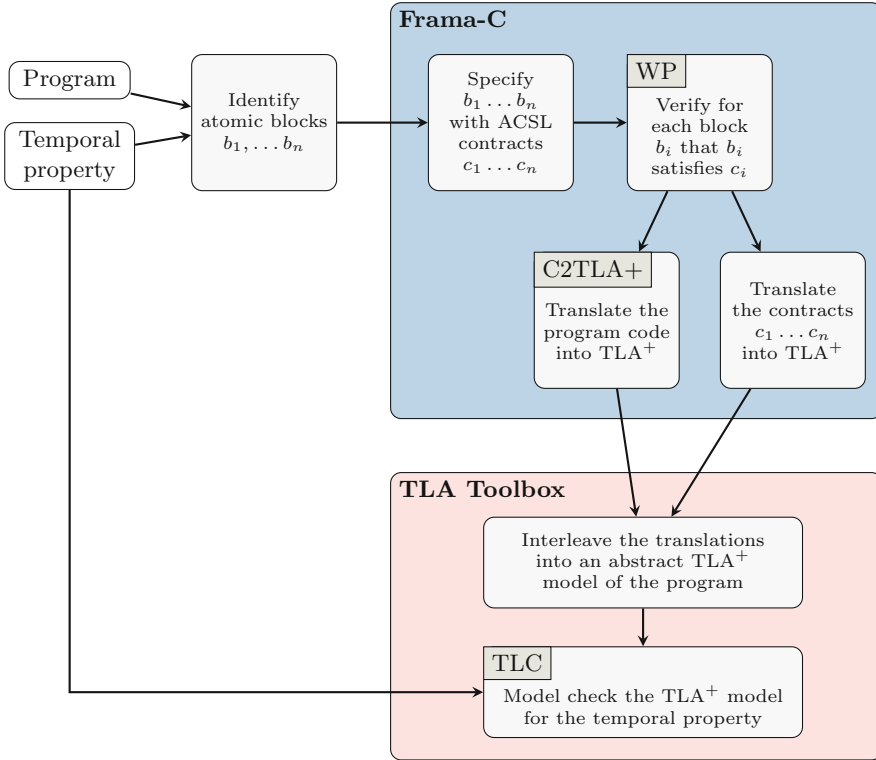 Frama-C
Program
Temporal
property
Identify
atomic blocks
b₁, … bₙ
Specify
b₁ … bₙ
with ACSL
contracts
c₁ … cₙ
WP
Verify for
each block
bᵢ that bᵢ
satisfies cᵢ
C2TLA+
Translate the
program code
into TLA⁺
Translate
the contracts
c₁ … cₙ
into TLA⁺
TLA Toolbox
Interleave the translations
into an abstract TLA⁺
model of the program
TLC
Model check the TLA⁺ model
for the temporal property